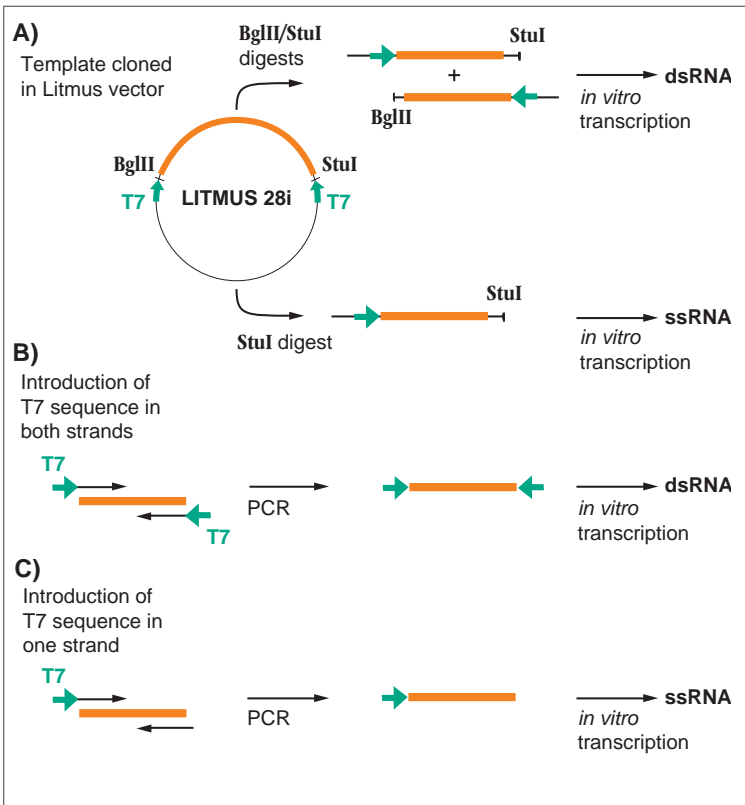 A)
Template cloned
in Litmus vector
BglII/StuI
digests
StuI
+
BglII
dsRNA
in vitro
transcription
BglII
StuI
T7
LITMUS 28i
T7
StuI digest
StuI
ssRNA
in vitro
transcription
B)
Introduction of
T7 sequence in
both strands
T7
T7
PCR
dsRNA
in vitro
transcription
C)
Introduction of
T7 sequence in
one strand
T7
PCR
ssRNA
in vitro
transcription